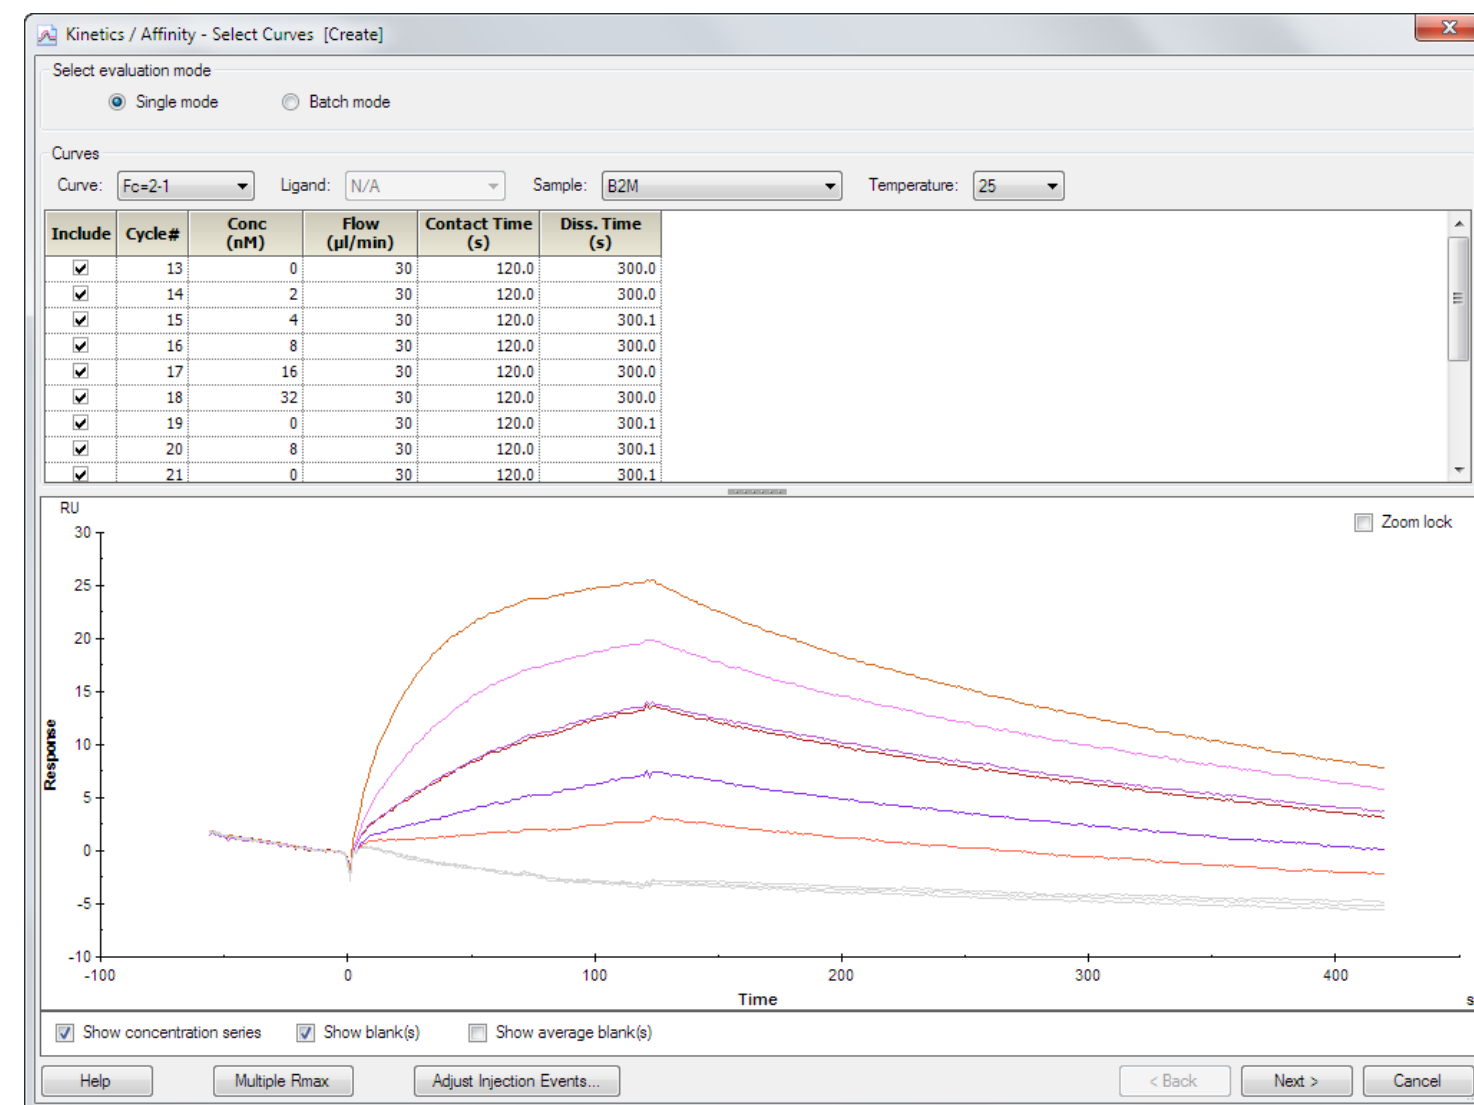 Kinetics / Affinity - Select Curves [Create]
Select evaluation mode
Single mode Batch mode
Curves
Curve: Fc=2-1 Ligand: N/A Sample: B2M Temperature: 25
Include Cycle# Conc (nM) Flow (µl/min) Contact Time (s) Diss. Time (s)
13 0 30 120.0 300.0
14 2 30 120.0 300.0
15 4 30 120.0 300.1
16 8 30 120.0 300.0
17 16 30 120.0 300.0
18 32 30 120.0 300.0
19 0 30 120.0 300.1
20 8 30 120.0 300.1
21 0 30 120.0 300.1
RU
Zoom lock
30
25
20
15
10
5
0
-5
-10
Response
-100 0 100 200 300 400
Time s
Show concentration series Show blank(s) Show average blank(s)
Help Multiple Rmax Adjust Injection Events... < Back Next > Cancel